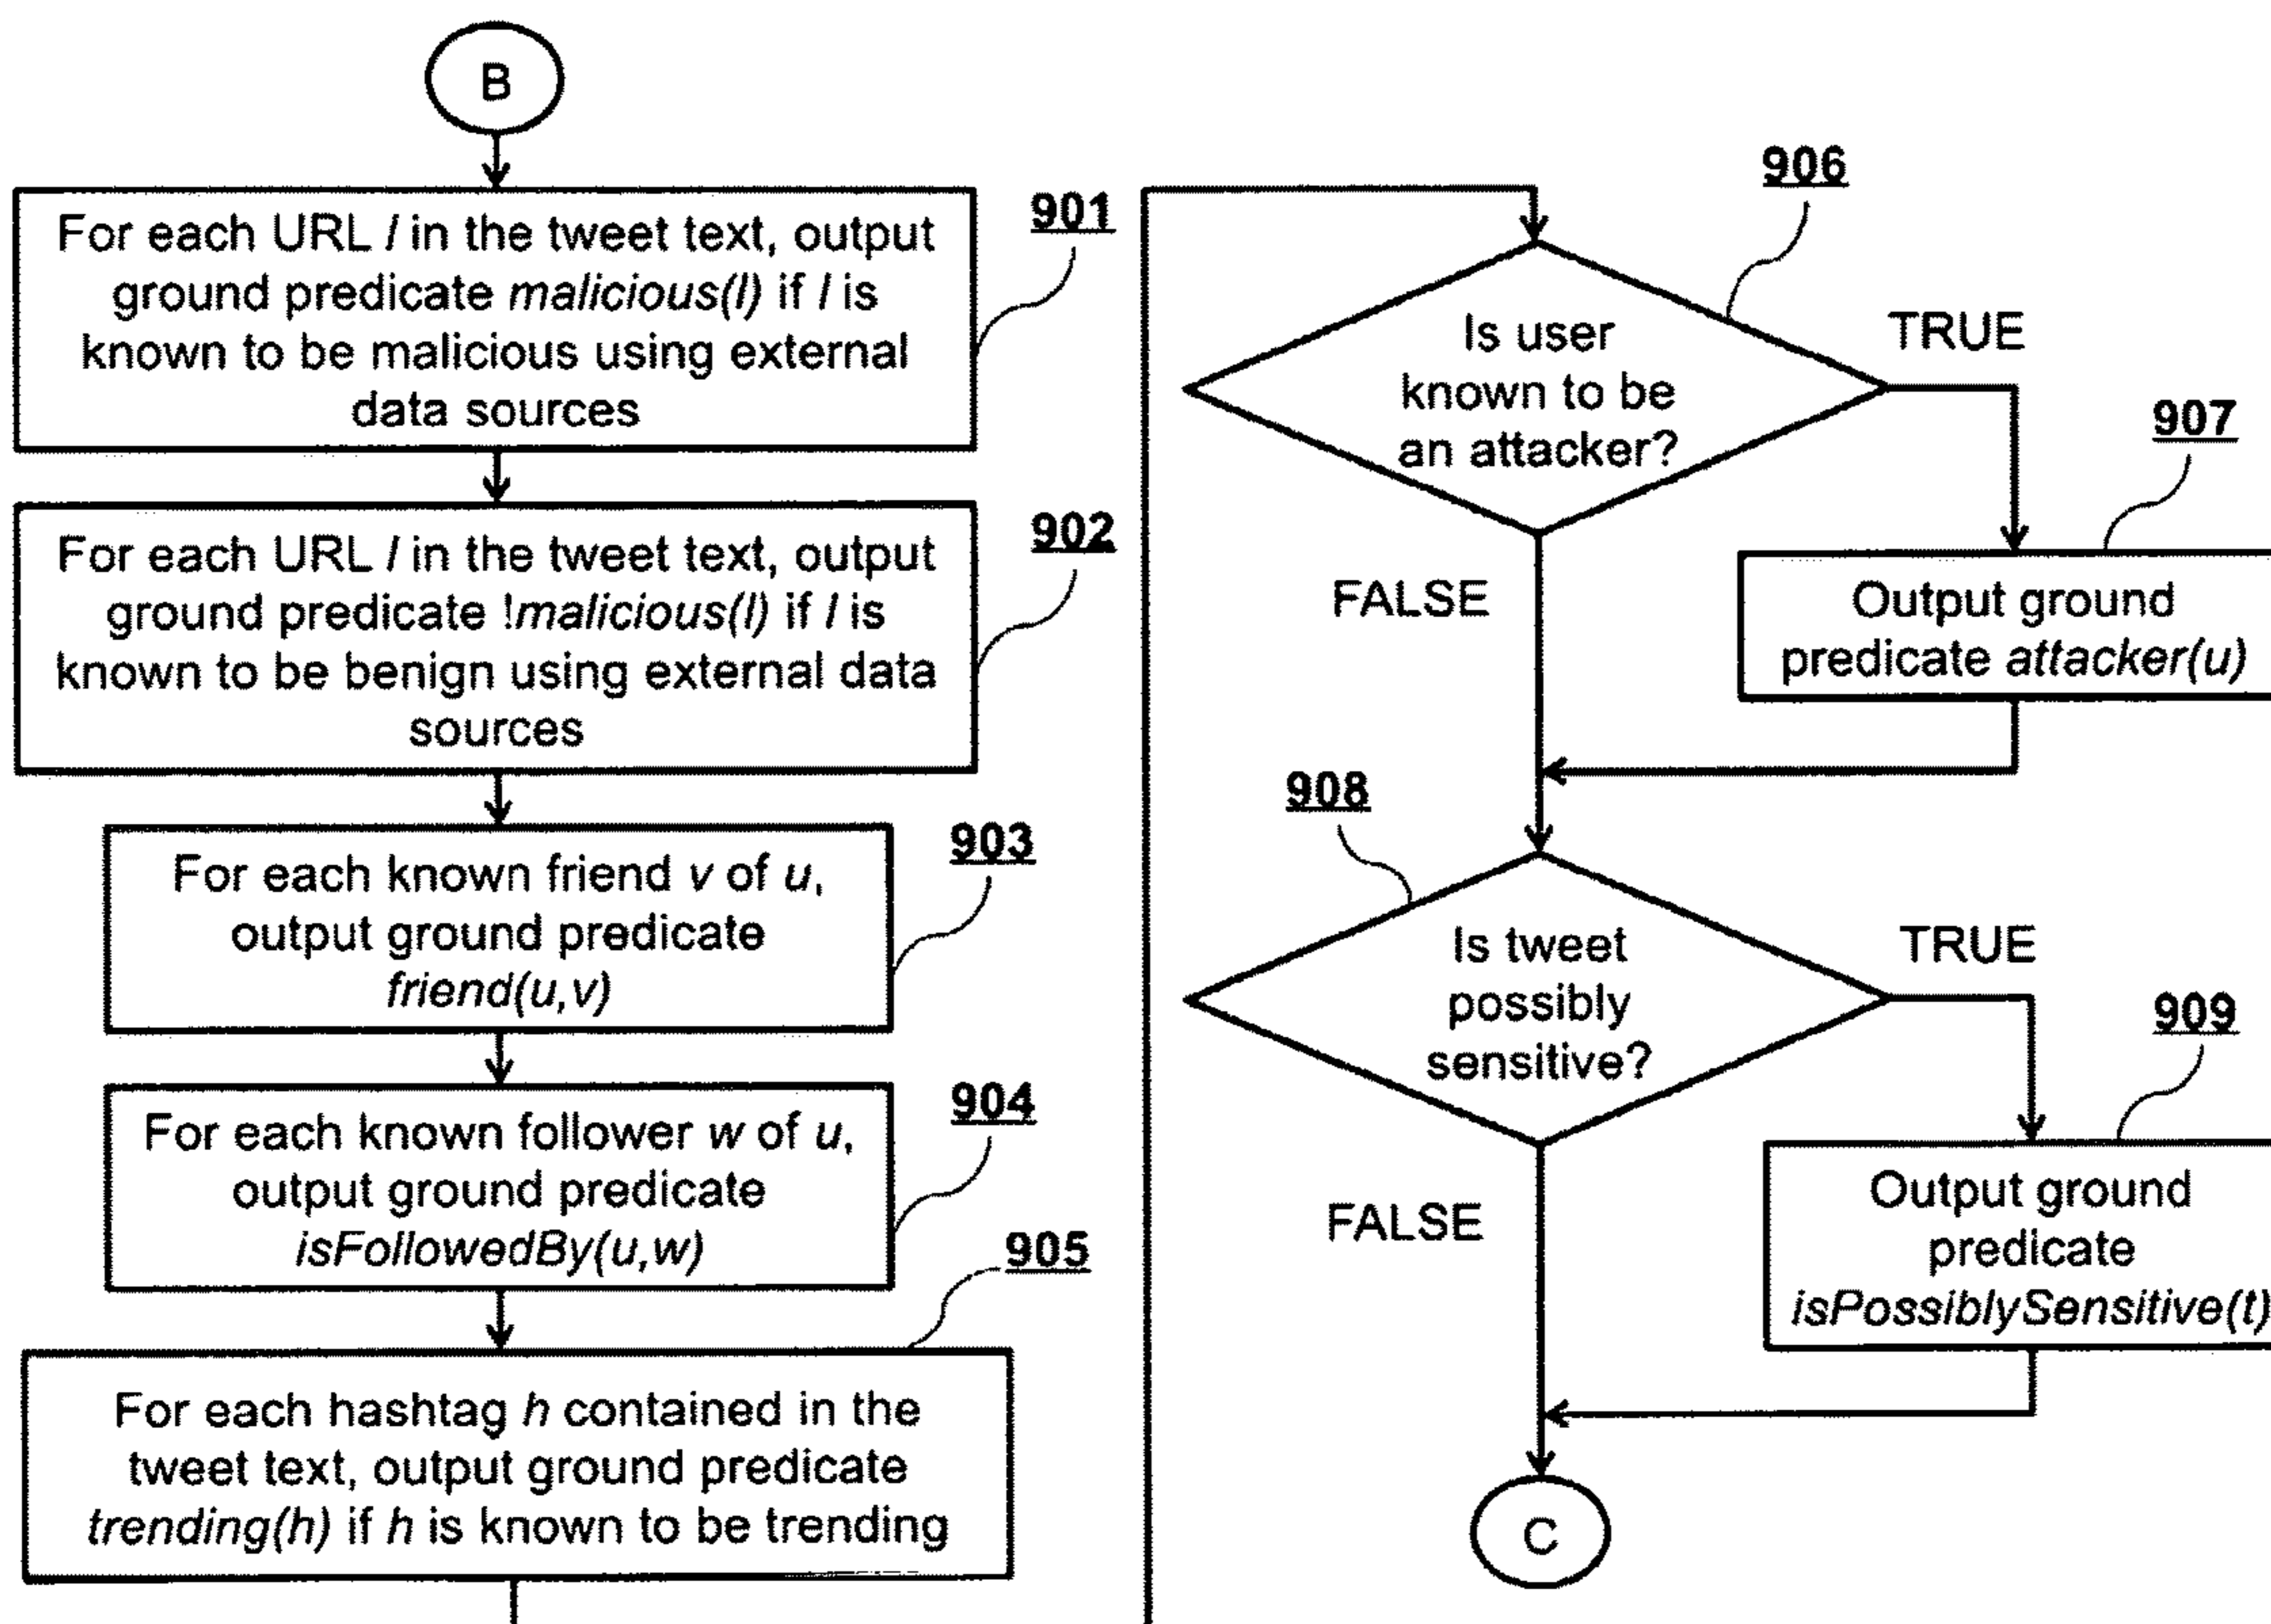 B
For each URL l in the tweet text, output
ground predicate malicious(l) if l is
known to be malicious using external
data sources
901
For each URL l in the tweet text, output
ground predicate !malicious(l) if l is
known to be benign using external data
sources
902
For each known friend v of u,
output ground predicate
friend(u,v)
903
For each known follower w of u,
output ground predicate
isFollowedBy(u,w)
904
For each hashtag h contained in the
tweet text, output ground predicate
trending(h) if h is known to be trending
905
906
Is user
known to be
an attacker?
TRUE
FALSE
907
Output ground
predicate attacker(u)
908
Is tweet
possibly
sensitive?
TRUE
FALSE
909
Output ground
predicate
isPossiblySensitive(t)
C